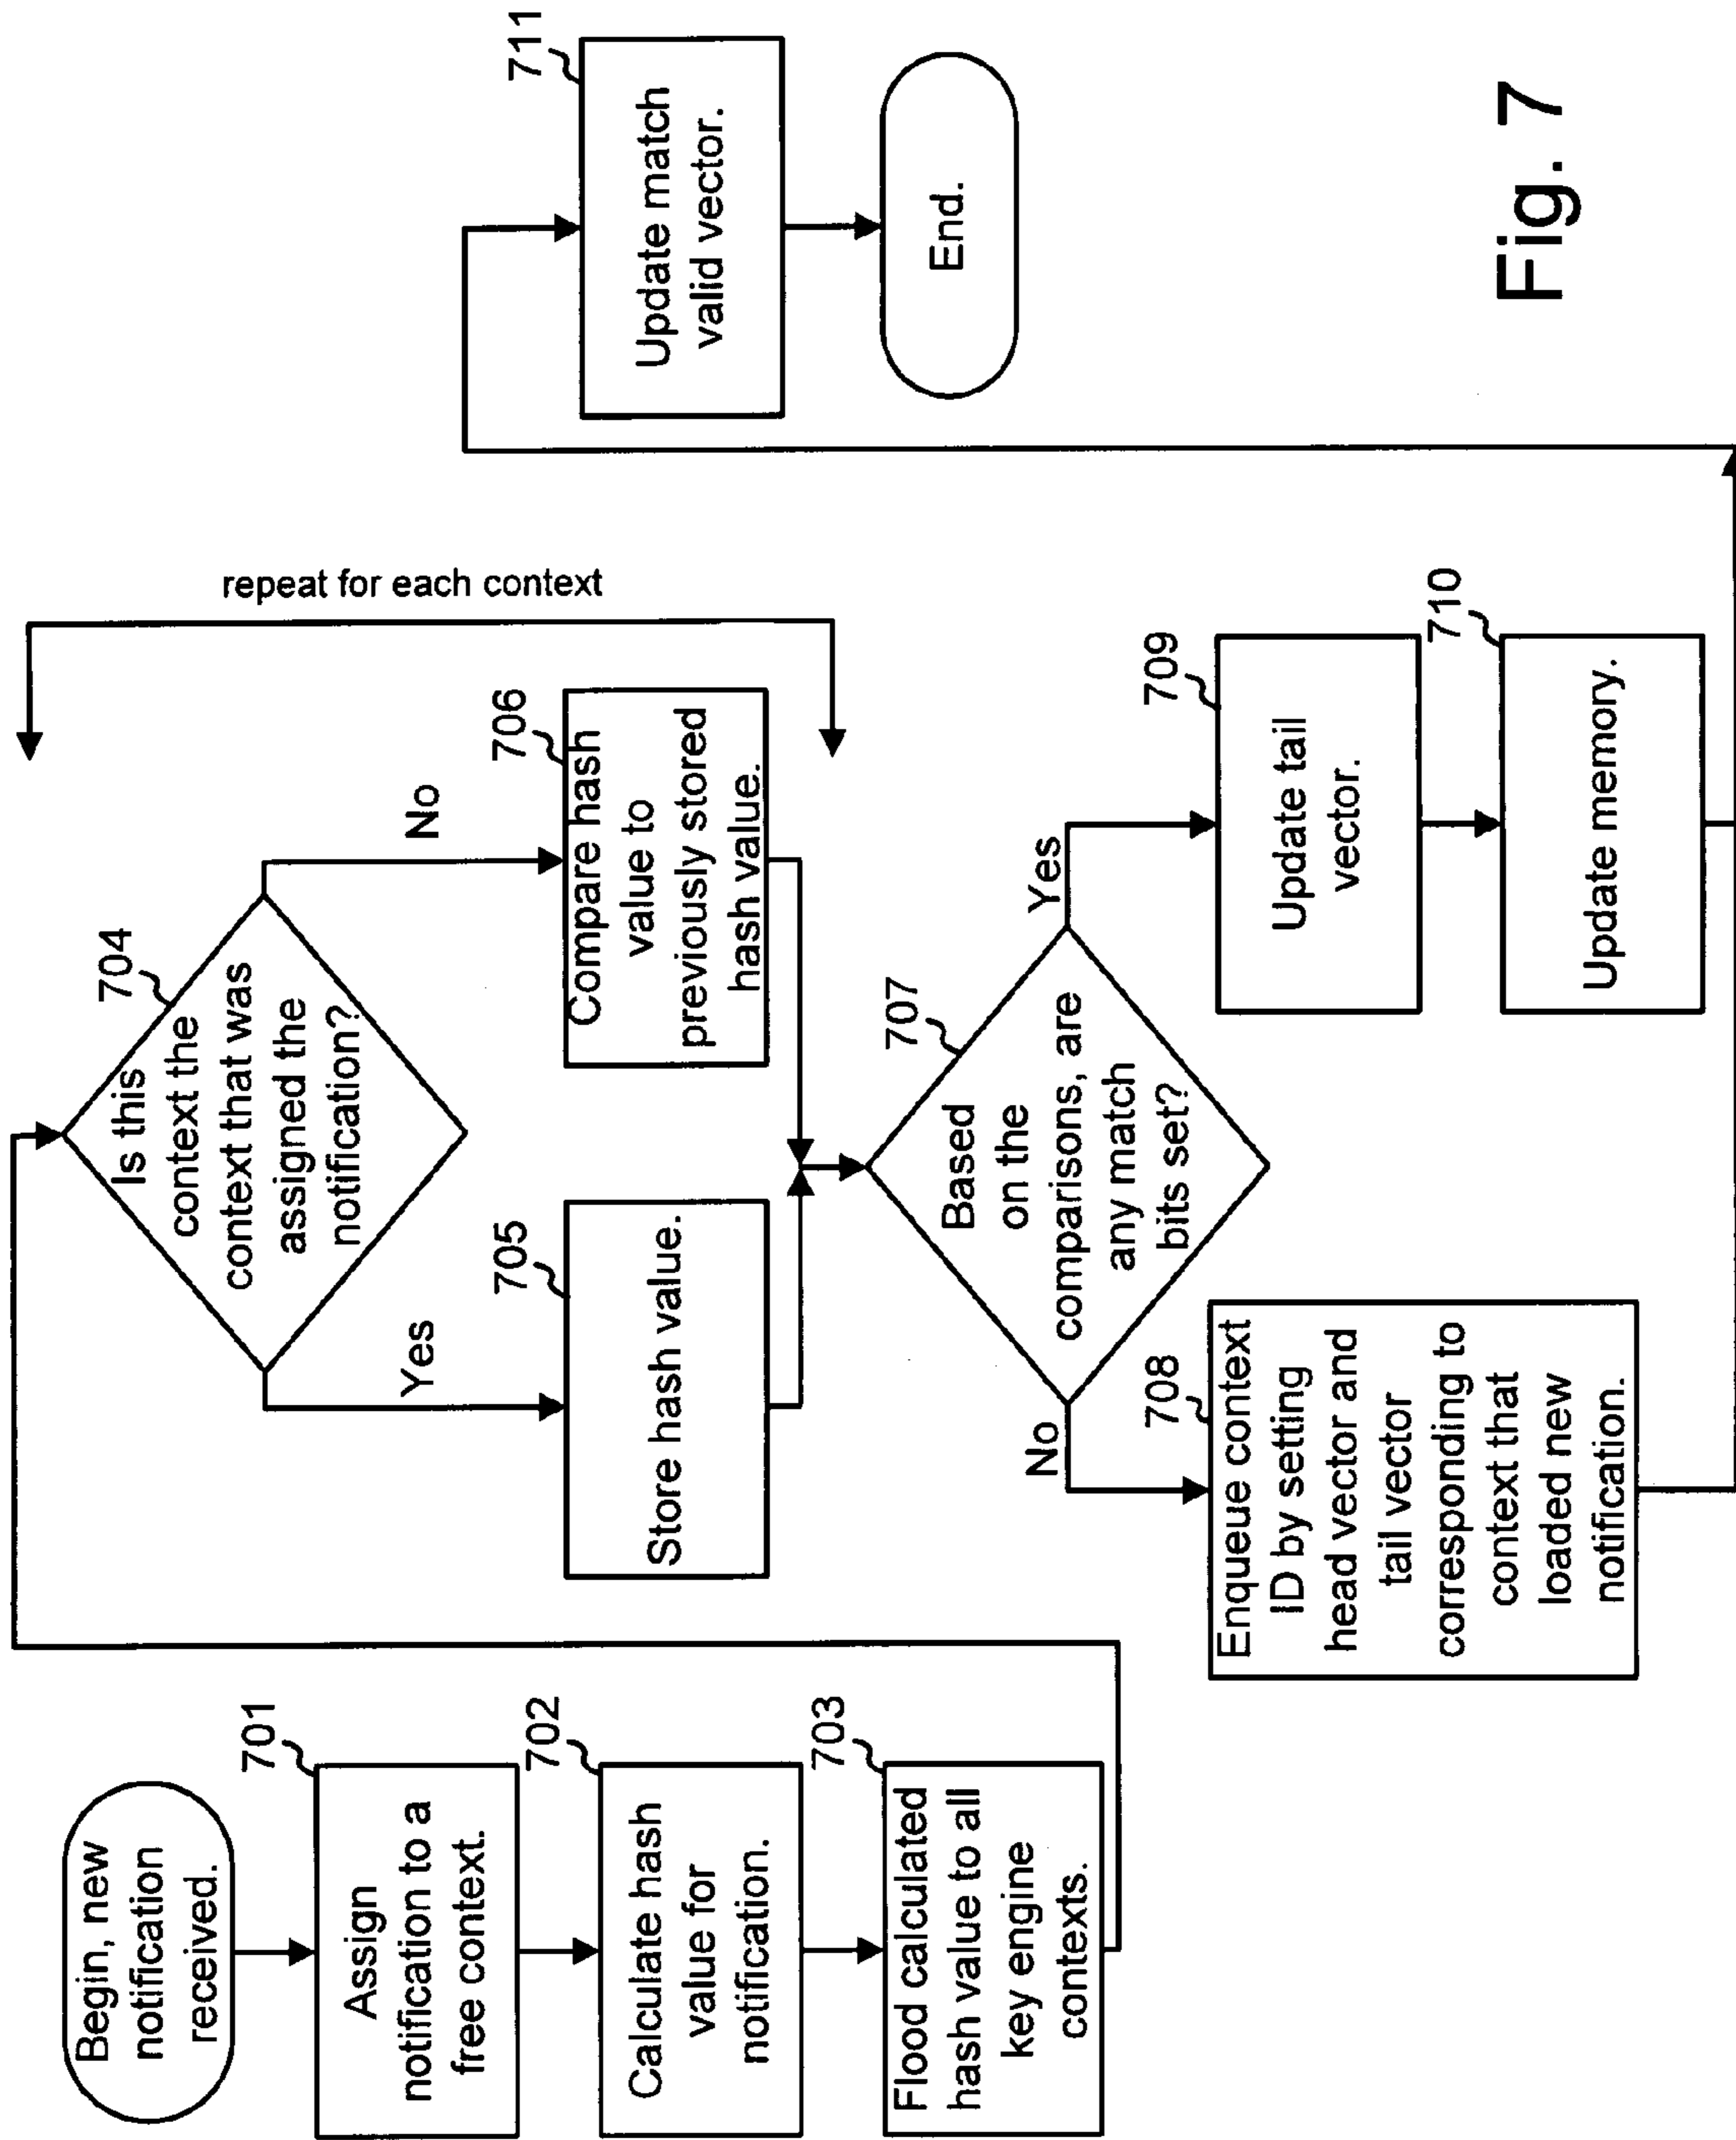 Begin, new
notification
received.
701
Assign
notification to a
free context.
702
Calculate hash
value for
notification.
703
Flood calculated
hash value to all
key engine
contexts.
704
Is this
context the
context that was
assigned the
notification?
Yes
No
705
Store hash value.
706
Compare hash
value to
previously stored
hash value.
repeat for each context
707
Based
on the
comparisons, are
any match
bits set?
No
Yes
708
Enqueue context
ID by setting
head vector and
tail vector
corresponding to
context that
loaded new
notification.
709
Update tail
vector.
710
Update memory.
711
Update match
valid vector.
End.
Fig. 7